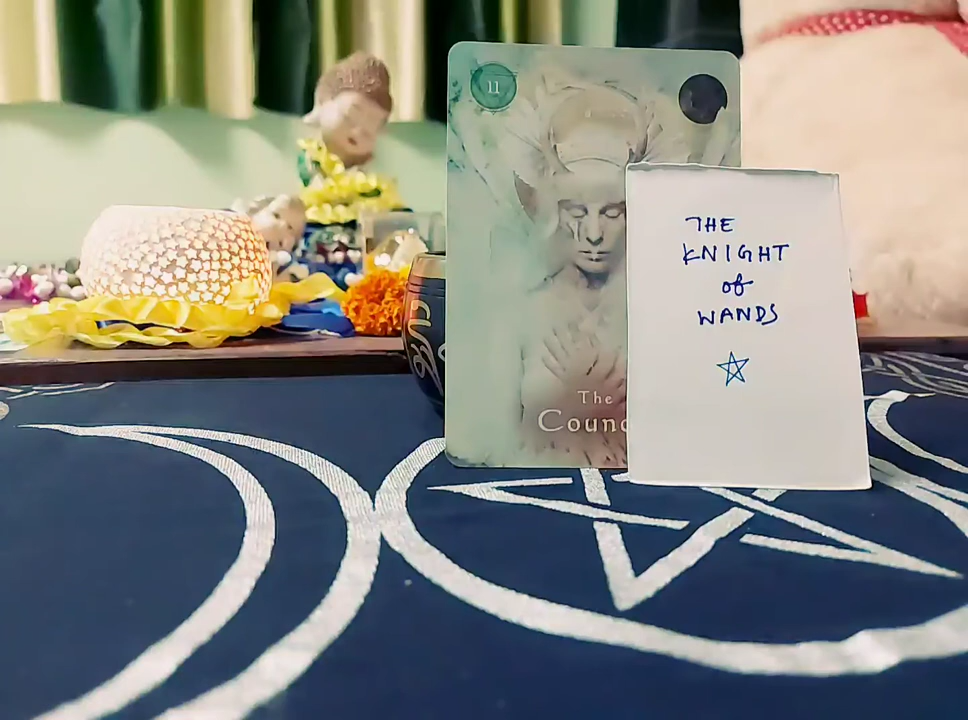 11
The
Counc
THE
KNIGHT
of
WANDS